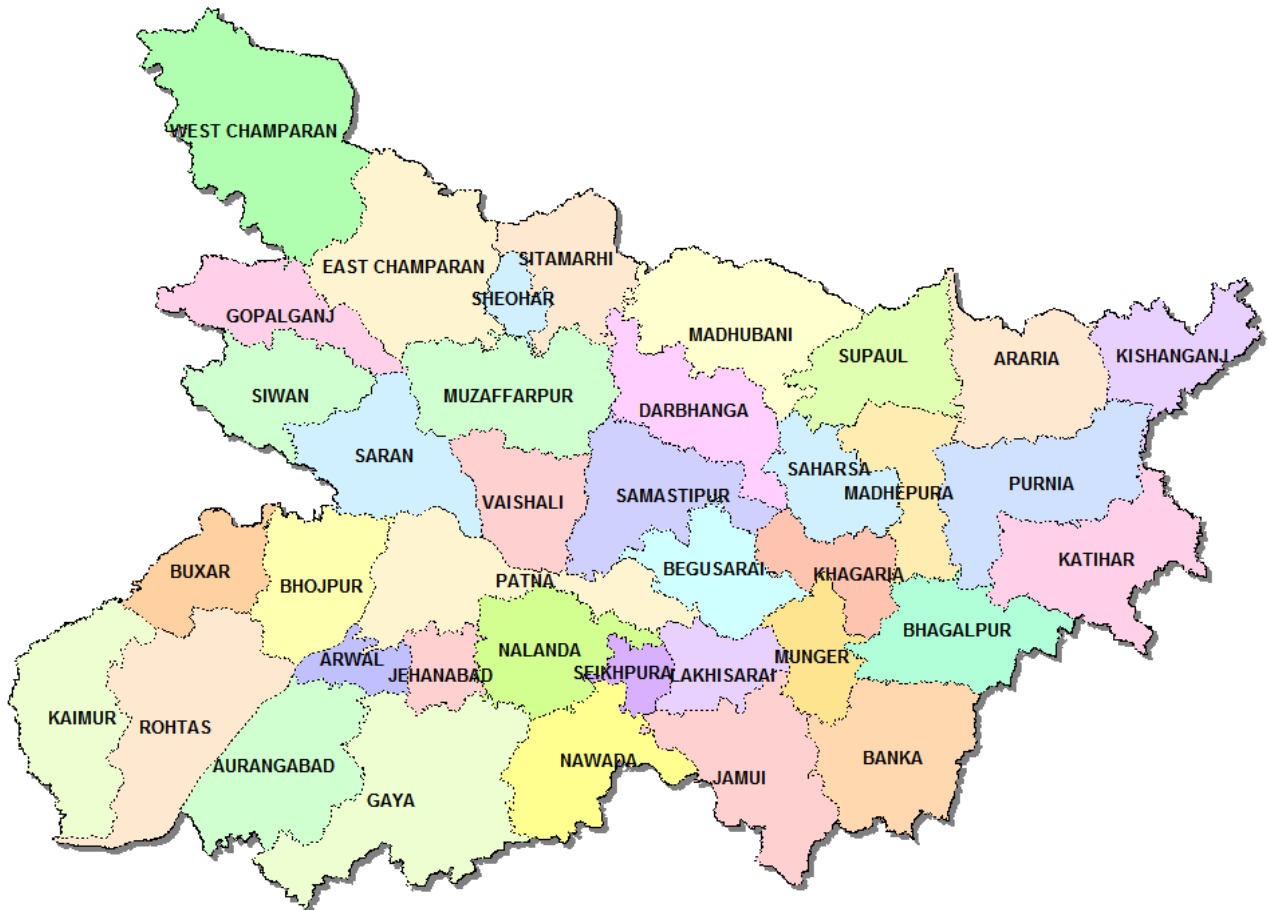 WEST CHAMPARAN
EAST CHAMPARAN
SITAMARHI
SHEOHAR
GOPALGANJ
MADHUBANI
SUPAUL
ARARIA
KISHANGANJ
SIWAN
MUZAFFARPUR
DARBHANGA
SARAN
SAHARSA
MADHEPURA
PURNIA
VAISHALI
SAMASTIPUR
KATIHAR
BUXAR
BHOJPUR
PATNA
BEGUSARAI
KHAGARIA
BHAGALPUR
ARWAL
JEHANABAD
NALANDA
SEIKHPURA
LAKHISARAI
MUNGER
KAIMUR
ROHTAS
AURANGABAD
GAYA
NAWADA
JAMUI
BANKA